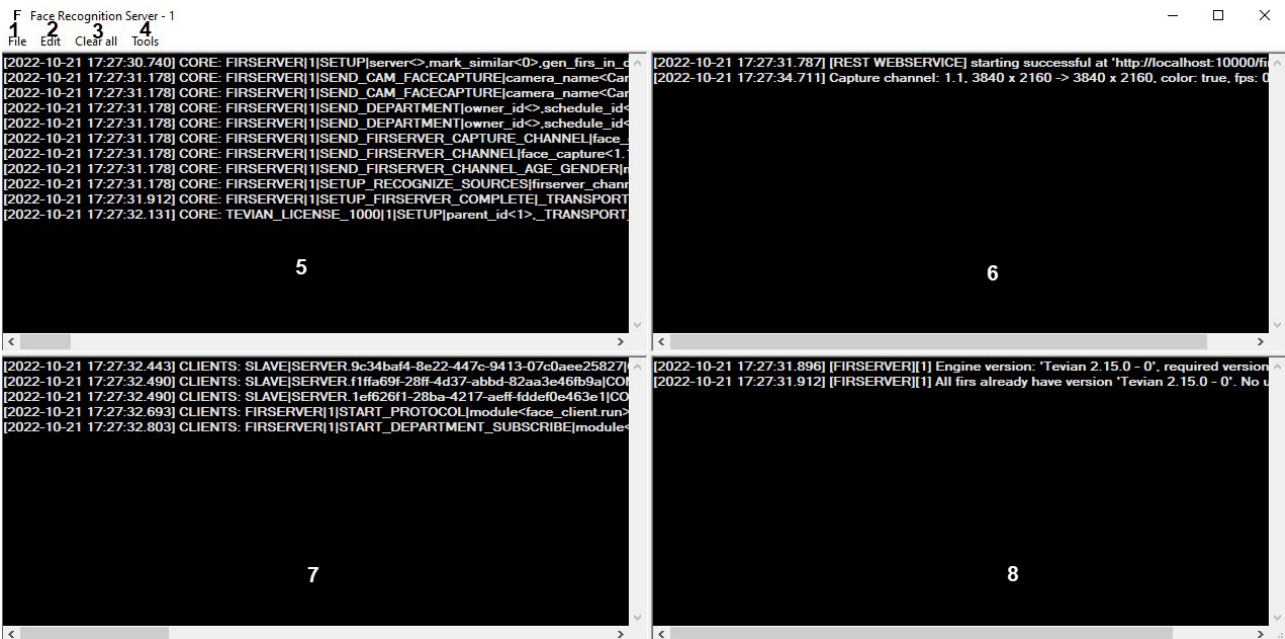 F Face Recognition Server - 1
1 2 3 4
File Edit Clear all Tools
[2022-10-21 17:27:30.740] CORE: FIRSERVER|1|SETUP|server<>,mark_similar<0>,gen_firs_in_
[2022-10-21 17:27:31.178] CORE: FIRSERVER|1|SEND_CAM_FACECAPTURE|camera_name<Car
[2022-10-21 17:27:31.178] CORE: FIRSERVER|1|SEND_CAM_FACECAPTURE|camera_name<Car
[2022-10-21 17:27:31.178] CORE: FIRSERVER|1|SEND_DEPARTMENT|owner_id<>,schedule_id<
[2022-10-21 17:27:31.178] CORE: FIRSERVER|1|SEND_DEPARTMENT|owner_id<>,schedule_id<
[2022-10-21 17:27:31.178] CORE: FIRSERVER|1|SEND_FIRSERVER_CAPTURE_CHANNEL|face_
[2022-10-21 17:27:31.178] CORE: FIRSERVER|1|SEND_FIRSERVER_CHANNEL|face_capture<1.
[2022-10-21 17:27:31.178] CORE: FIRSERVER|1|SEND_FIRSERVER_CHANNEL_AGE_GENDER|
[2022-10-21 17:27:31.178] CORE: FIRSERVER|1|SETUP_RECOGNIZE_SOURCES|firserver_chann
[2022-10-21 17:27:31.912] CORE: FIRSERVER|1|SETUP_FIRSERVER_COMPLETE|_TRANSPORT
[2022-10-21 17:27:32.131] CORE: TEVIAN_LICENSE_1000|1|SETUP|parent_id<1>,_TRANSPORT_
5
[2022-10-21 17:27:31.787] [REST WEBSERVICE] starting successful at 'http://localhost:10000/fi
[2022-10-21 17:27:34.711] Capture channel: 1.1, 3840 x 2160 -> 3840 x 2160, color: true, fps: 0
6
[2022-10-21 17:27:32.443] CLIENTS: SLAVE|SERVER.9c34baf4-8e22-447c-9413-07c0aee25827|
[2022-10-21 17:27:32.490] CLIENTS: SLAVE|SERVER.f1ffa69f-28ff-4d37-abbd-82aa3e46fb9a|CO
[2022-10-21 17:27:32.490] CLIENTS: SLAVE|SERVER.1ef626f1-28ba-4217-aeff-fddef0e463e1|CO
[2022-10-21 17:27:32.693] CLIENTS: FIRSERVER|1|START_PROTOCOL|module<face_client.run>
[2022-10-21 17:27:32.803] CLIENTS: FIRSERVER|1|START_DEPARTMENT_SUBSCRIBE|module<
7
[2022-10-21 17:27:31.896] [FIRSERVER][1] Engine version: 'Tevian 2.15.0 - 0', required version
[2022-10-21 17:27:31.912] [FIRSERVER][1] All firs already have version 'Tevian 2.15.0 - 0'. No u
8